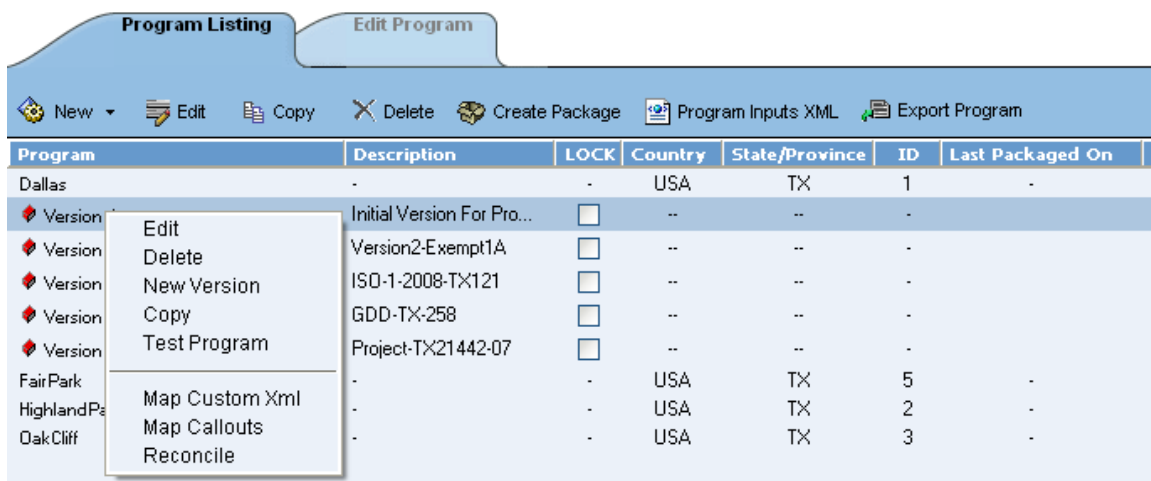 Program Listing Edit Program
New Edit Copy Delete Create Package Program Inputs XML Export Program
Program Description LOCK Country State/Province ID Last Packaged On
Dallas - - USA TX 1 -
Version Initial Version For Pro... -- -- -
Edit
Version Version2-Exempt1A -- -- -
Delete
Version ISO-1-2008-TX121 -- -- -
New Version
Version GDD-TX-258 -- -- -
Copy
Version Project-TX21442-07 -- -- -
Test Program
FairPark - - USA TX 5 -
Map Custom Xml
HighlandPa - - USA TX 2 -
Map Callouts
OakCliff - - USA TX 3 -
Reconcile